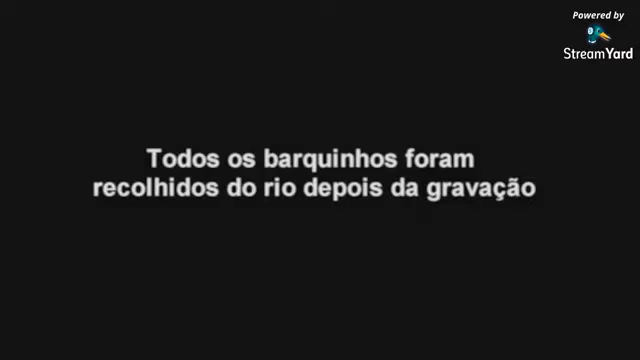 Powered by
StreamYard
Todos os barquinhos foram
recolhidos do rio depois da gravação